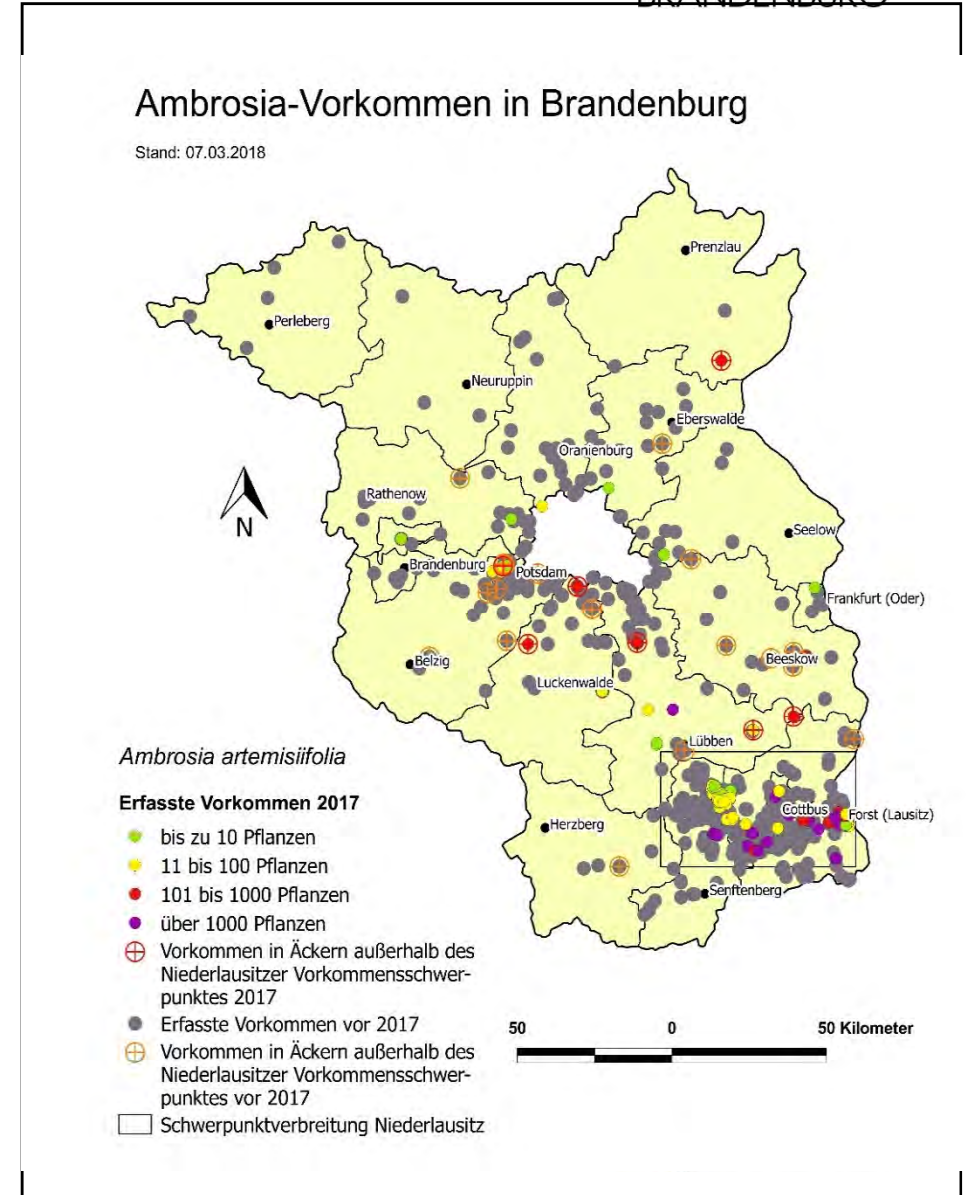 BRANDENBURG
Ambrosia-Vorkommen in Brandenburg
Stand: 07.03.2018
Prenzlau
Perleberg
Neuruppin
Eberswalde
Oranienburg
Rathenow
N
Seelow
Brandenburg
Potsdam
Frankfurt (Oder)
Belzig
Beeskow
Luckenwalde
Lübben
Cottbus
Forst (Lausitz)
Herzberg
Senftenberg
Ambrosia artemisiifolia
Erfasste Vorkommen 2017
bis zu 10 Pflanzen
11 bis 100 Pflanzen
101 bis 1000 Pflanzen
über 1000 Pflanzen
Vorkommen in Äckern außerhalb des
Niederlausitzer Vorkommensschwer-
punktes 2017
Erfasste Vorkommen vor 2017
Vorkommen in Äckern außerhalb des
Niederlausitzer Vorkommensschwer-
punktes vor 2017
Schwerpunktverbreitung Niederlausitz
50 0 50 Kilometer